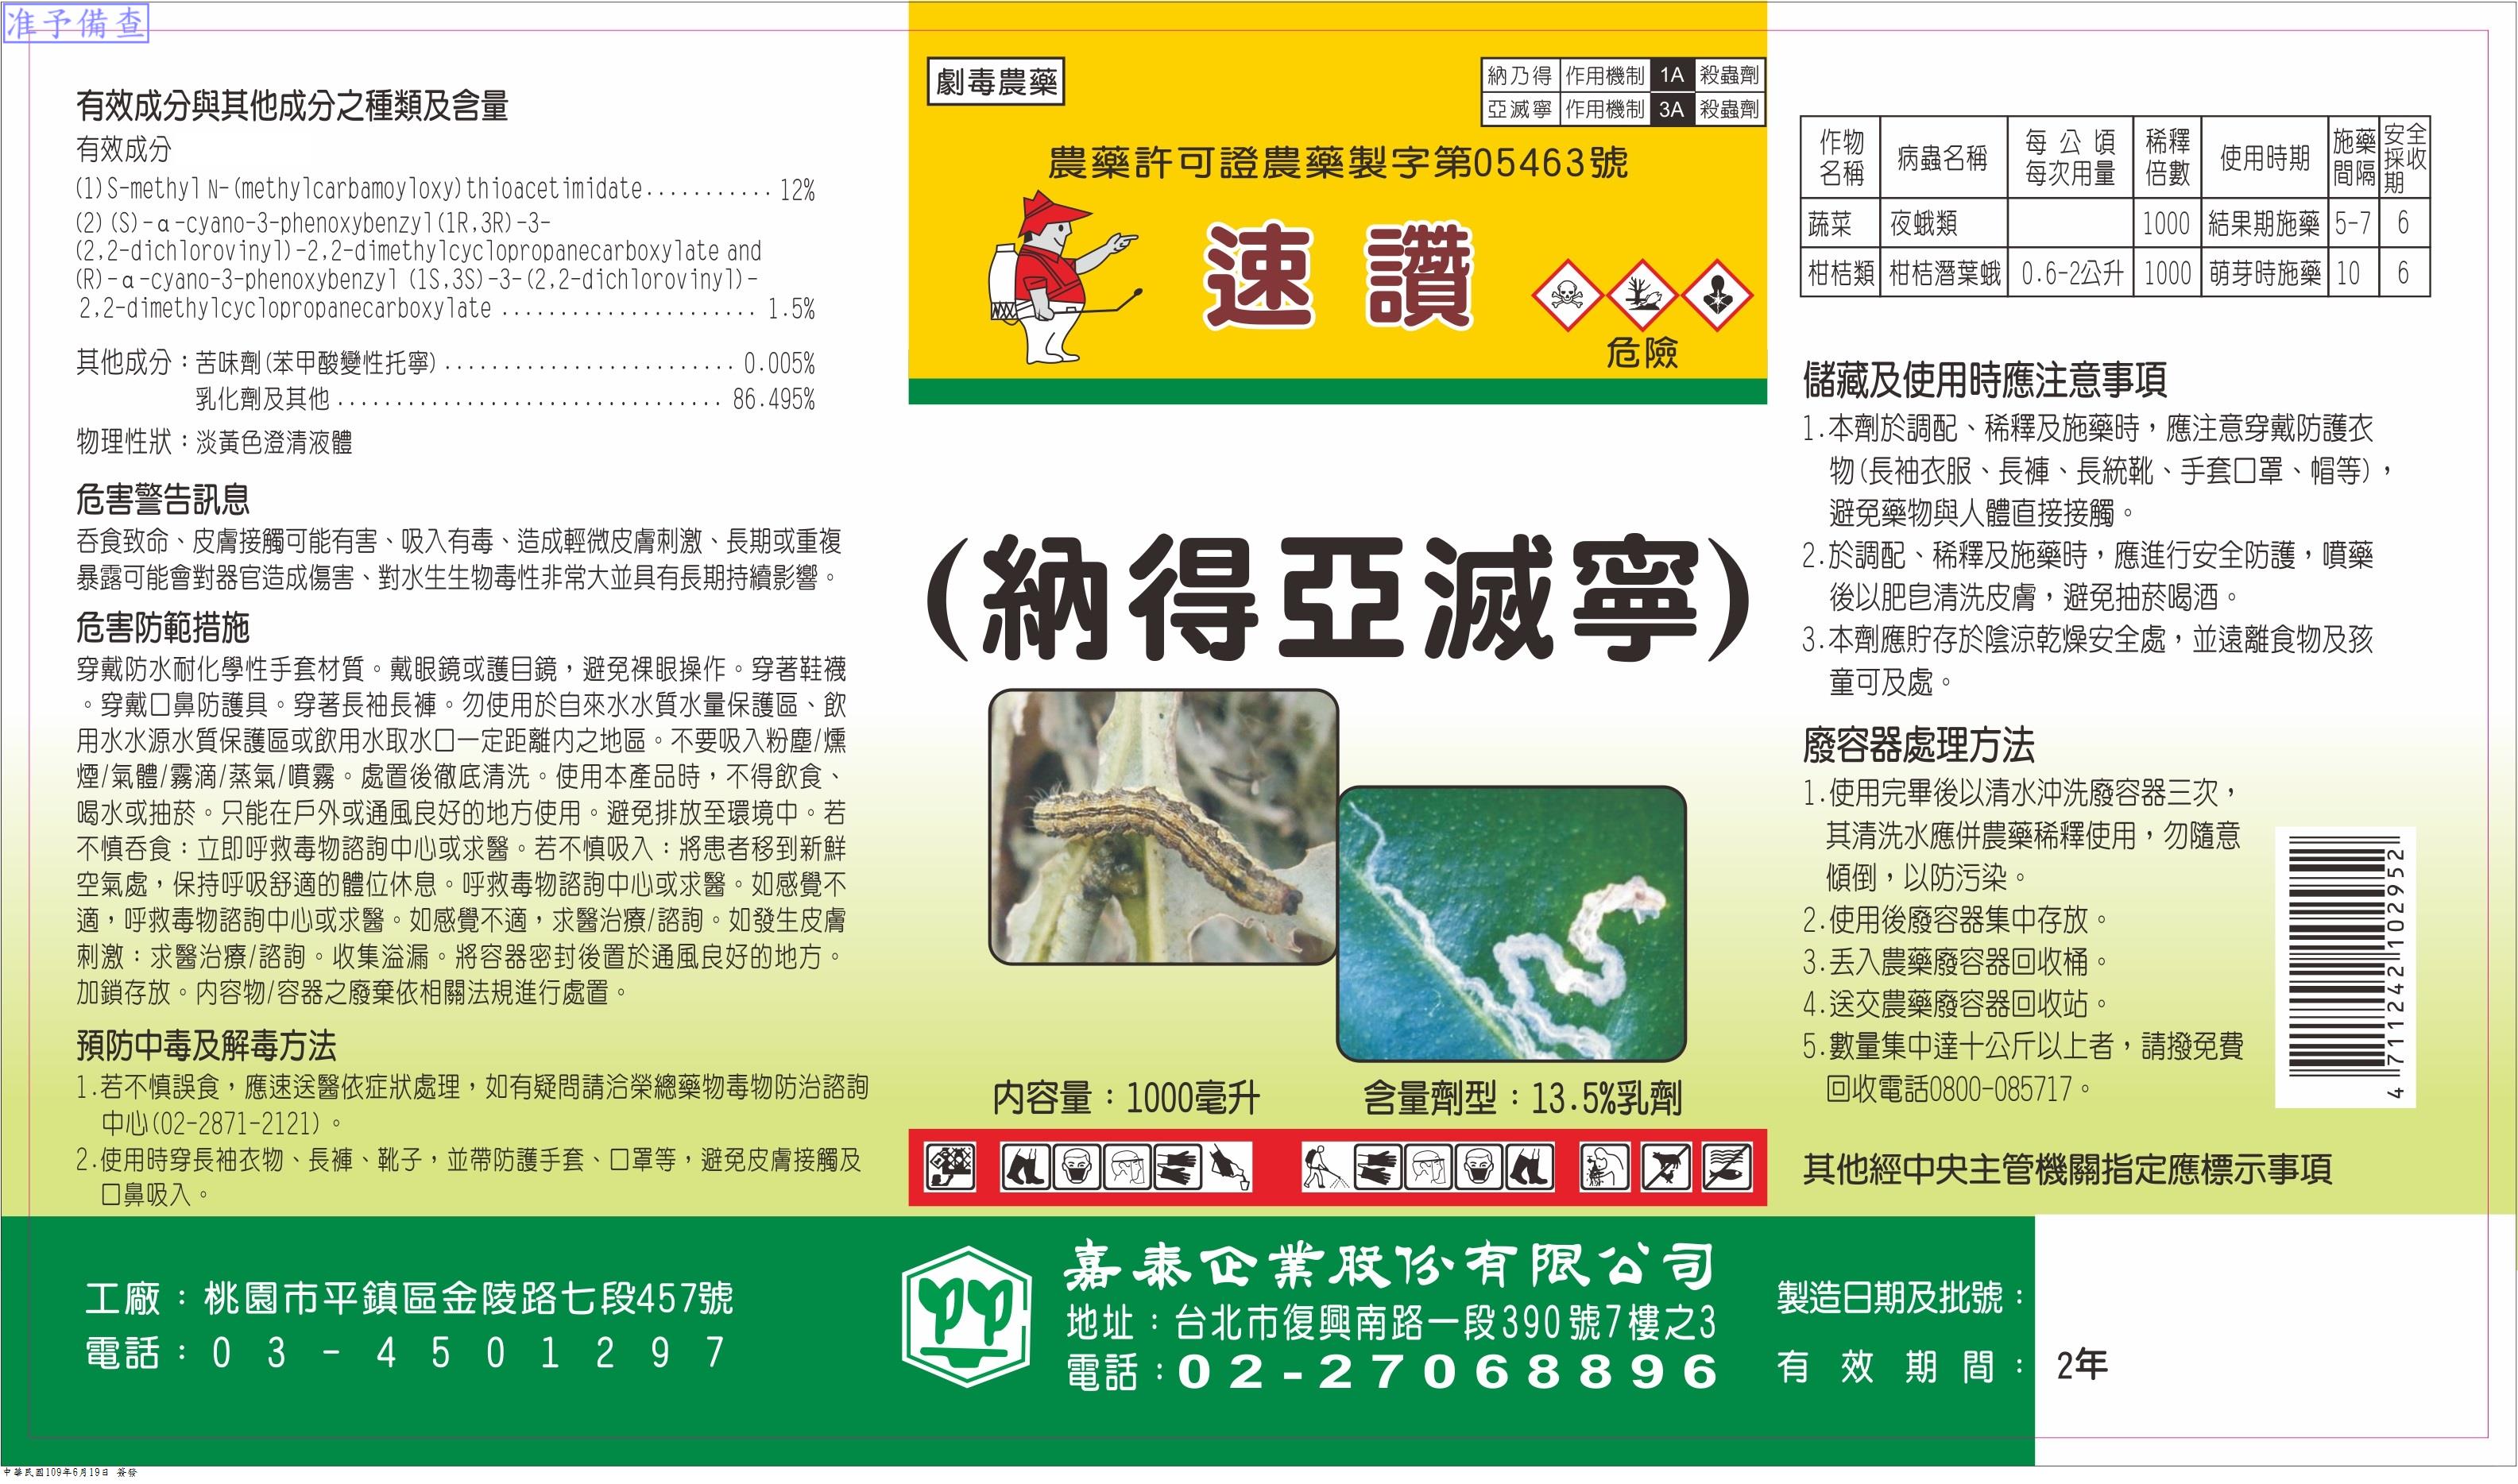 准予備查
有效成分與其他成分之種類及含量
有效成分
(1)S-methyl N-(methylcarbamoyloxy)thioacetimidate........... 12%
(2)(S)-α-cyano-3-phenoxybenzyl(1R,3R)-3-
(2,2-dichlorovinyl)-2,2-dimethylcyclopropanecarboxylate and
(R)-α-cyano-3-phenoxybenzyl (1S,3S)-3-(2,2-dichlorovinyl)-
2,2-dimethylcyclopropanecarboxylate ...................... 1.5%
其他成分：苦味劑(苯甲酸變性托寧)......................... 0.005%
乳化劑及其他................................. 86.495%
物理性狀：淡黃色澄清液體
危害警告訊息
吞食致命、皮膚接觸可能有害、吸入有毒、造成輕微皮膚刺激、長期或重複
暴露可能會對器官造成傷害、對水生生物毒性非常大並具有長期持續影響。
危害防範措施
穿戴防水耐化學性手套材質。戴眼鏡或護目鏡，避免裸眼操作。穿著鞋襪
。穿戴口鼻防護具。穿著長袖長褲。勿使用於自來水水質水量保護區、飲
用水水源水質保護區或飲用水取水口一定距離內之地區。不要吸入粉塵/燻
煙/氣體/霧滴/蒸氣/噴霧。處置後徹底清洗。使用本產品時，不得飲食、
喝水或抽菸。只能在戶外或通風良好的地方使用。避免排放至環境中。若
不慎吞食：立即呼救毒物諮詢中心或求醫。若不慎吸入：將患者移到新鮮
空氣處，保持呼吸舒適的體位休息。呼救毒物諮詢中心或求醫。如感覺不
適，呼救毒物諮詢中心或求醫。如感覺不適，求醫治療/諮詢。如發生皮膚
刺激：求醫治療/諮詢。收集溢漏。將容器密封後置於通風良好的地方。
加鎖存放。內容物/容器之廢棄依相關法規進行處置。
預防中毒及解毒方法
1.若不慎誤食，應速送醫依症狀處理，如有疑問請洽榮總藥物毒物防治諮詢
中心(02-2871-2121)。
2.使用時穿長袖衣物、長褲、靴子，並帶防護手套、口罩等，避免皮膚接觸及
口鼻吸入。
工廠：桃園市平鎮區金陵路七段457號
電話：03-4501297
劇毒農藥
納乃得 作用機制 1A 殺蟲劑
亞滅寧 作用機制 3A 殺蟲劑
農藥許可證農藥製字第05463號
速讚
危險
(納得亞滅寧)
內容量：1000毫升 含量劑型：13.5%乳劑
嘉泰企業股份有限公司
地址：台北市復興南路一段390號7樓之3
電話：02-27068896
作物名稱 病蟲名稱 每公頃每次用量 稀釋倍數 使用時期 施藥間隔 安全採收期
蔬菜 夜蛾類 1000 結果期施藥 5-7 6
柑桔類 柑桔潛葉蛾 0.6-2公升 1000 萌芽時施藥 10 6
儲藏及使用時應注意事項
1.本劑於調配、稀釋及施藥時，應注意穿戴防護衣
物(長袖衣服、長褲、長統靴、手套口罩、帽等)，
避免藥物與人體直接接觸。
2.於調配、稀釋及施藥時，應進行安全防護，噴藥
後以肥皂清洗皮膚，避免抽菸喝酒。
3.本劑應貯存於陰涼乾燥安全處，並遠離食物及孩
童可及處。
廢容器處理方法
1.使用完畢後以清水沖洗廢容器三次，
其清洗水應併農藥稀釋使用，勿隨意
傾倒，以防污染。
2.使用後廢容器集中存放。
3.丟入農藥廢容器回收桶。
4.送交農藥廢容器回收站。
5.數量集中達十公斤以上者，請撥免費
回收電話0800-085717。
4 711242 102952
其他經中央主管機關指定應標示事項
製造日期及批號：
有效期間：2年
中華民國109年6月19日 簽發